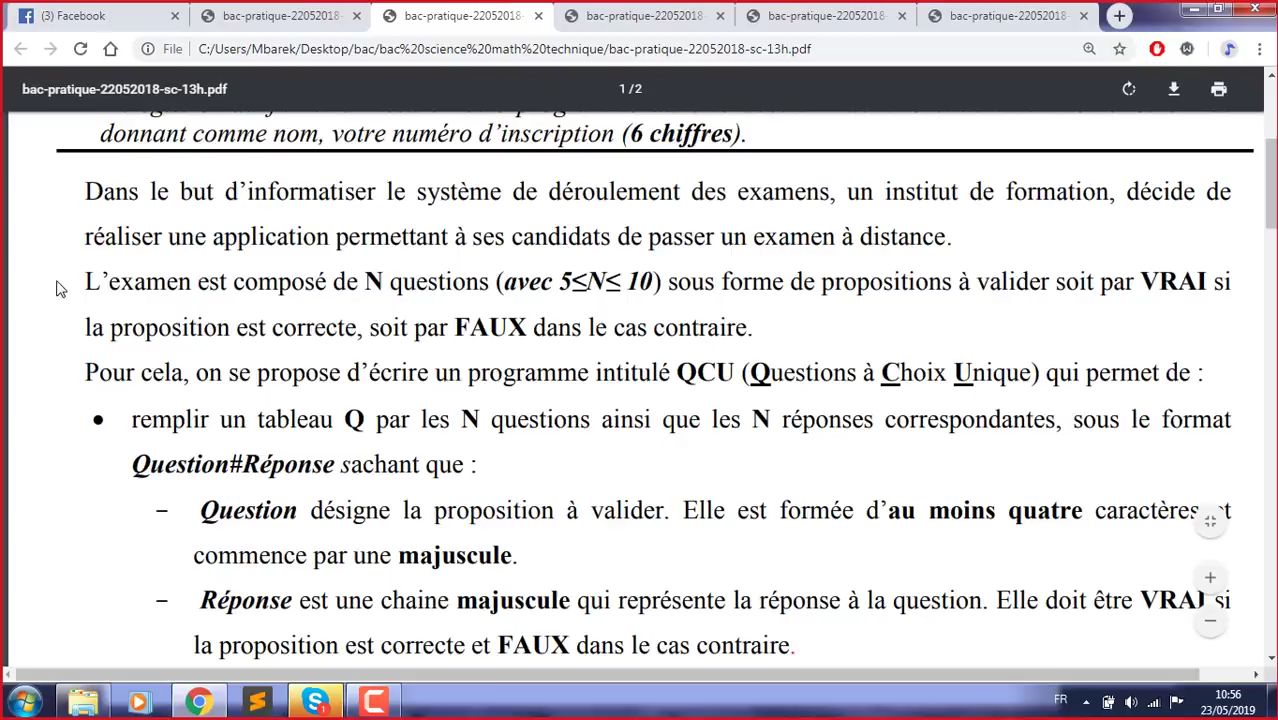 (3) Facebook
bac-pratique-22052018-
bac-pratique-22052018-
bac-pratique-22052018-
bac-pratique-22052018-
bac-pratique-22052018-
File
C:/Users/Mbarek/Desktop/bac/bac%20science%20math%20technique/bac-pratique-22052018-sc-13h.pdf
bac-pratique-22052018-sc-13h.pdf
1 / 2
donnant comme nom, votre numéro d’inscription (6 chiffres).
Dans le but d’informatiser le système de déroulement des examens, un institut de formation, décide de
réaliser une application permettant à ses candidats de passer un examen à distance.
L’examen est composé de N questions (avec 5≤N≤ 10) sous forme de propositions à valider soit par VRAI si
la proposition est correcte, soit par FAUX dans le cas contraire.
Pour cela, on se propose d’écrire un programme intitulé QCU (Questions à Choix Unique) qui permet de :
• remplir un tableau Q par les N questions ainsi que les N réponses correspondantes, sous le format
Question#Réponse sachant que :
− Question désigne la proposition à valider. Elle est formée d’au moins quatre caractères et
commence par une majuscule.
− Réponse est une chaine majuscule qui représente la réponse à la question. Elle doit être VRAI si
la proposition est correcte et FAUX dans le cas contraire.
FR
10:56
23/05/2019